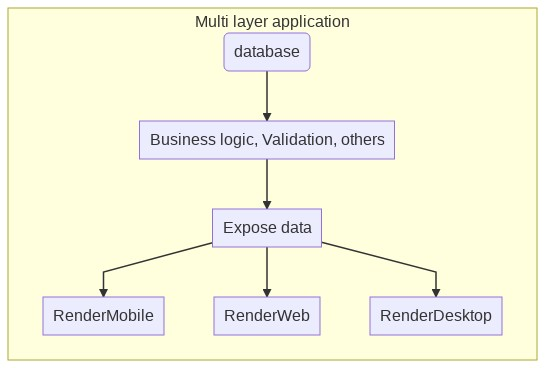 Multi layer application
database
Business logic, Validation, others
Expose data
RenderMobile
RenderWeb
RenderDesktop